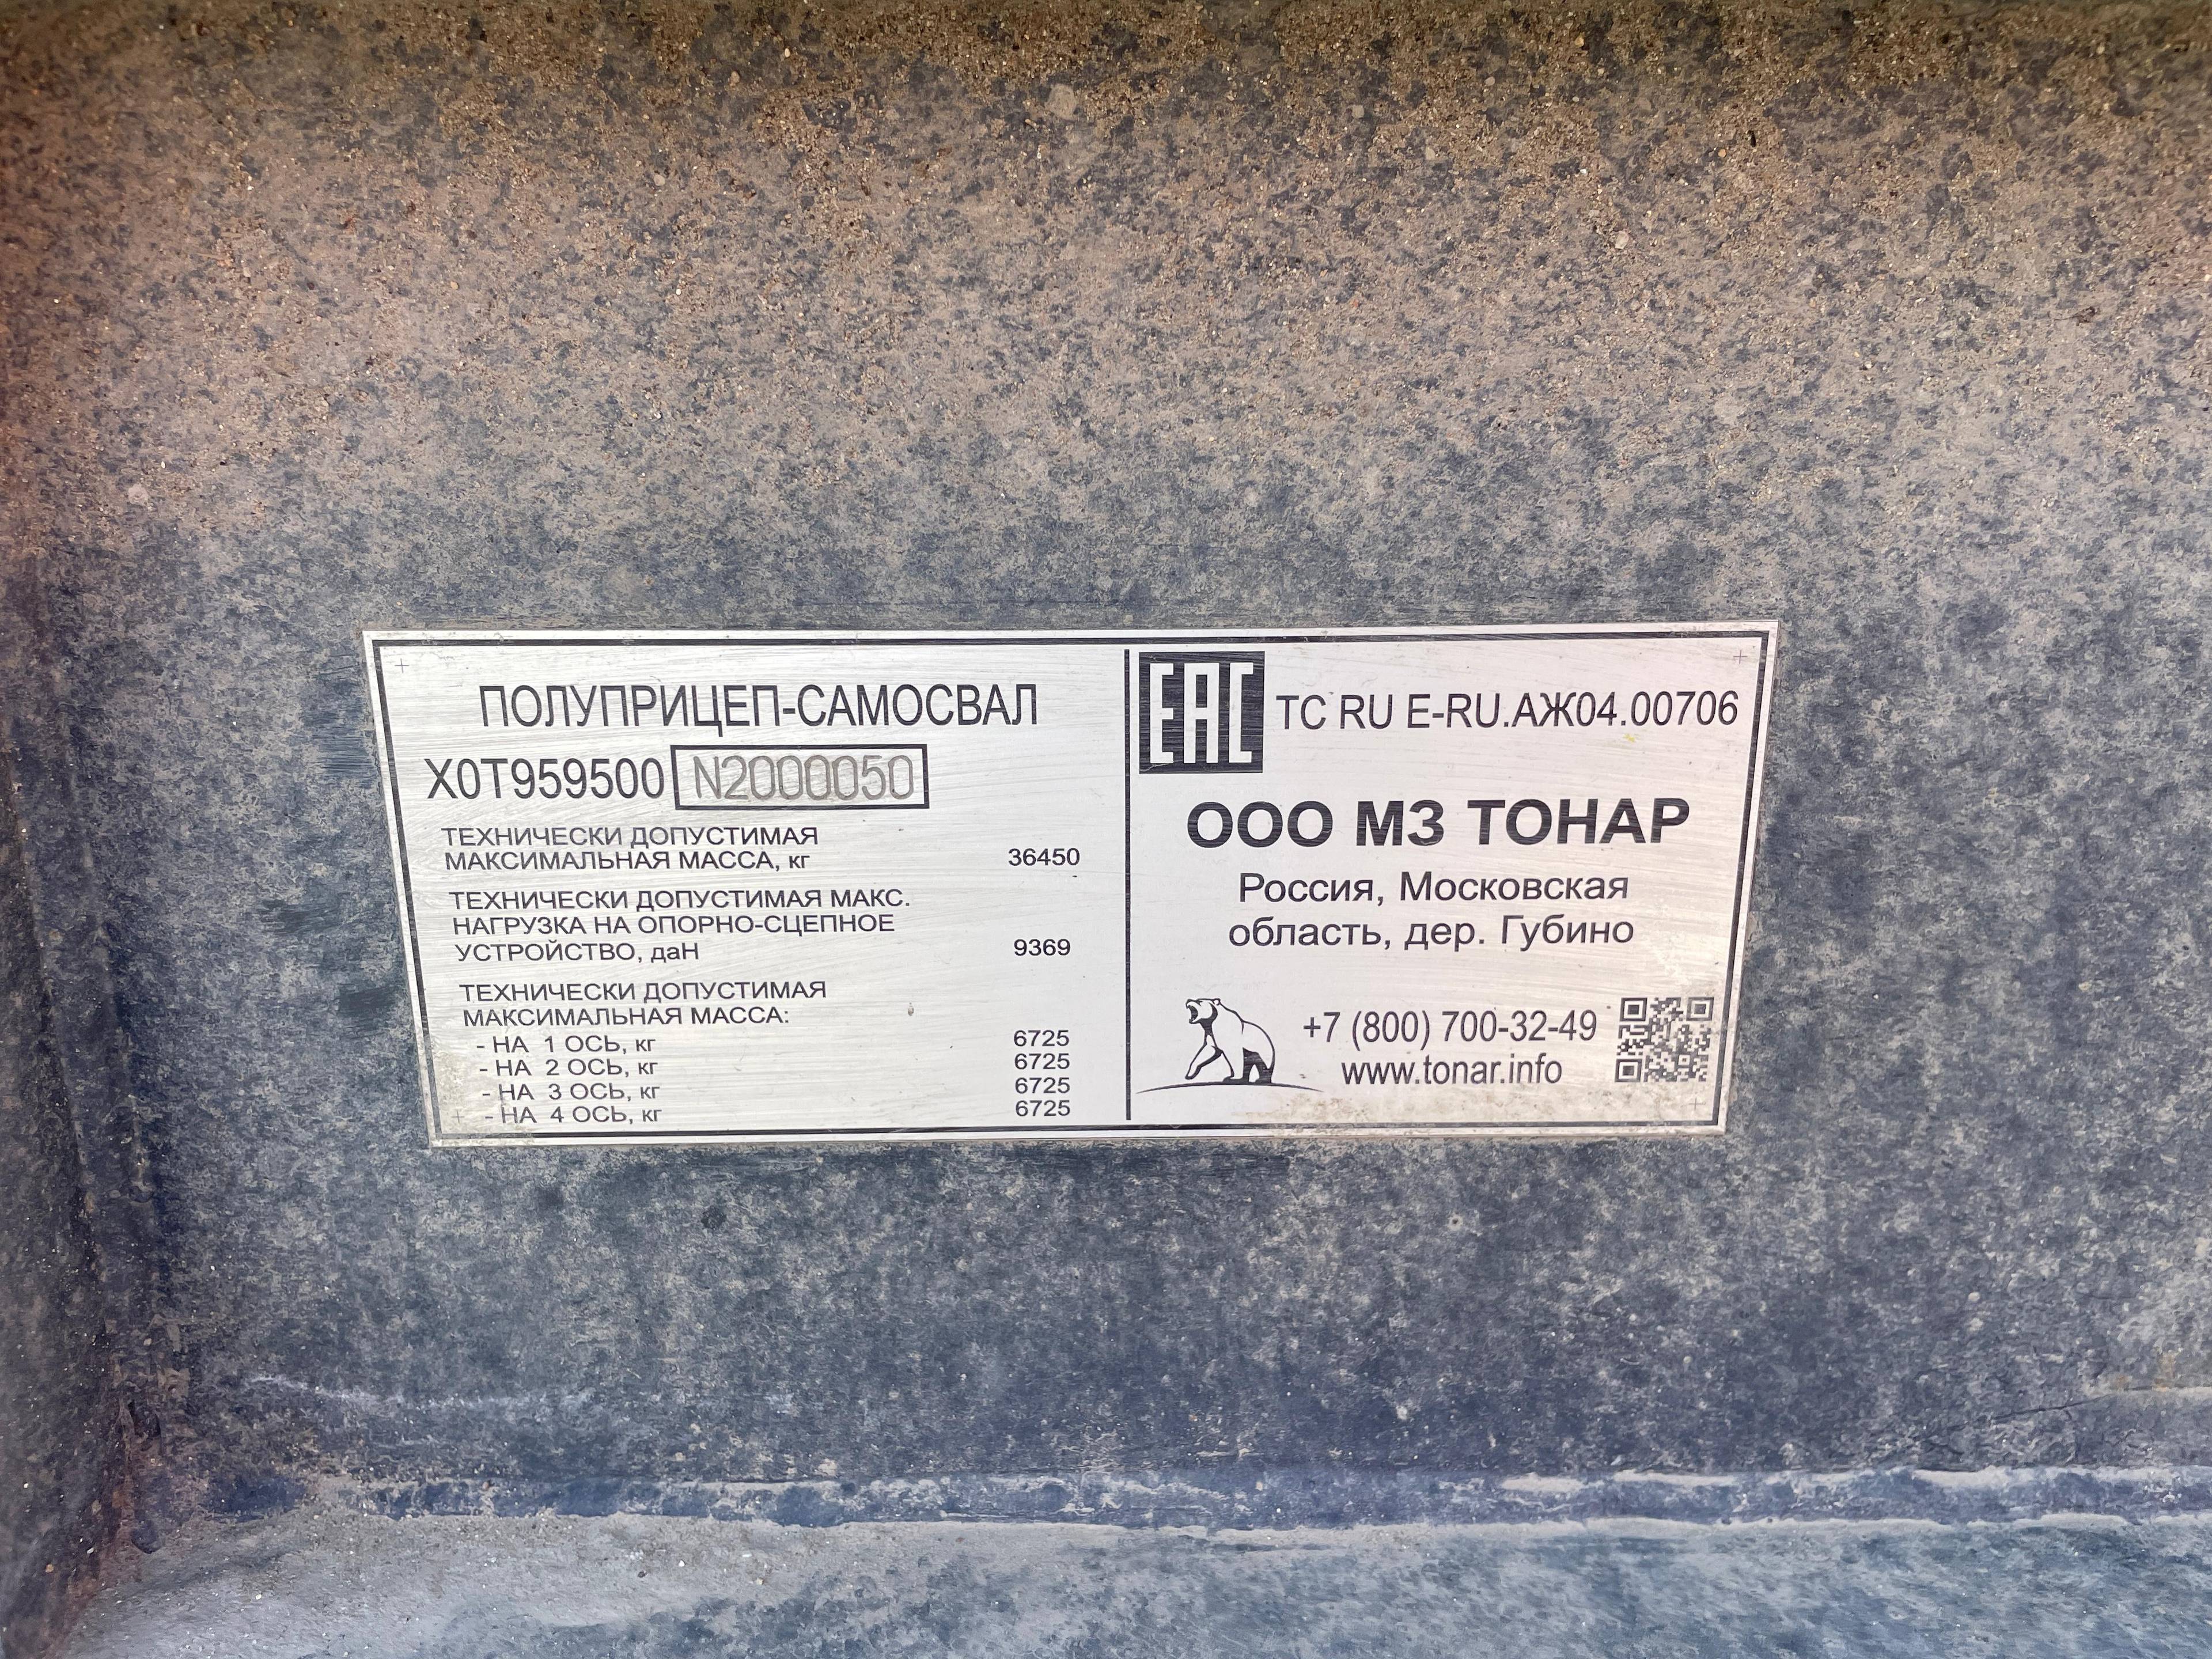 ПОЛУПРИЦЕП-САМОСВАЛ
X0T959500 N2000050
ТЕХНИЧЕСКИ ДОПУСТИМАЯ
МАКСИМАЛЬНАЯ МАССА, кг 36450
ТЕХНИЧЕСКИ ДОПУСТИМАЯ МАКС.
НАГРУЗКА НА ОПОРНО-СЦЕПНОЕ
УСТРОЙСТВО, даН 9369
ТЕХНИЧЕСКИ ДОПУСТИМАЯ
МАКСИМАЛЬНАЯ МАССА:
- НА 1 ОСЬ, кг 6725
- НА 2 ОСЬ, кг 6725
- НА 3 ОСЬ, кг 6725
- НА 4 ОСЬ, кг 6725
EAC ТС RU E-RU.АЖ04.00706
ООО МЗ ТОНАР
Россия, Московская
область, дер. Губино
+7 (800) 700-32-49
www.tonar.info